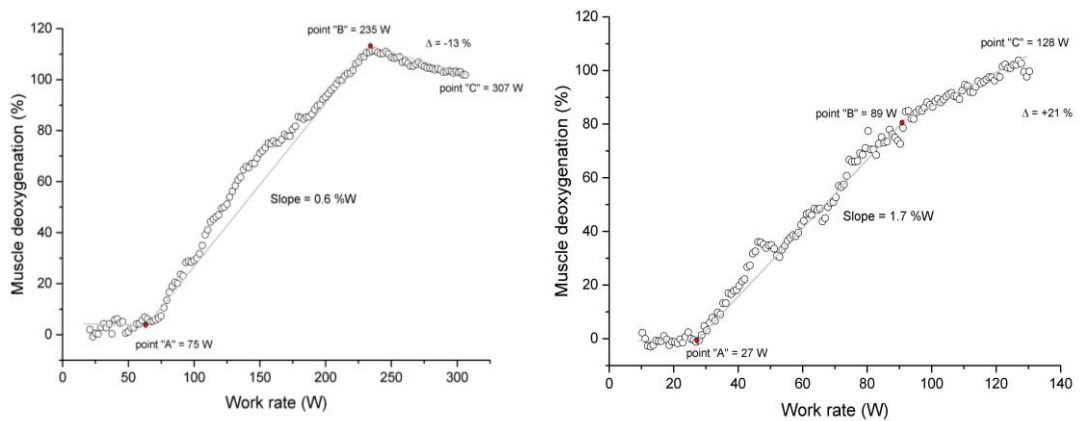 point "B" = 235 W
Δ = -13 %
point "C" = 307 W
Slope = 0.6 %W
point "A" = 75 W
Muscle deoxygenation (%)
120
100
80
60
40
20
0
0 50 100 150 200 250 300
Work rate (W)
point "C" = 128 W
point "B" = 89 W
Δ = +21 %
Slope = 1.7 %W
point "A" = 27 W
Muscle deoxygenation (%)
120
100
80
60
40
20
0
0 20 40 60 80 100 120 140
Work rate (W)